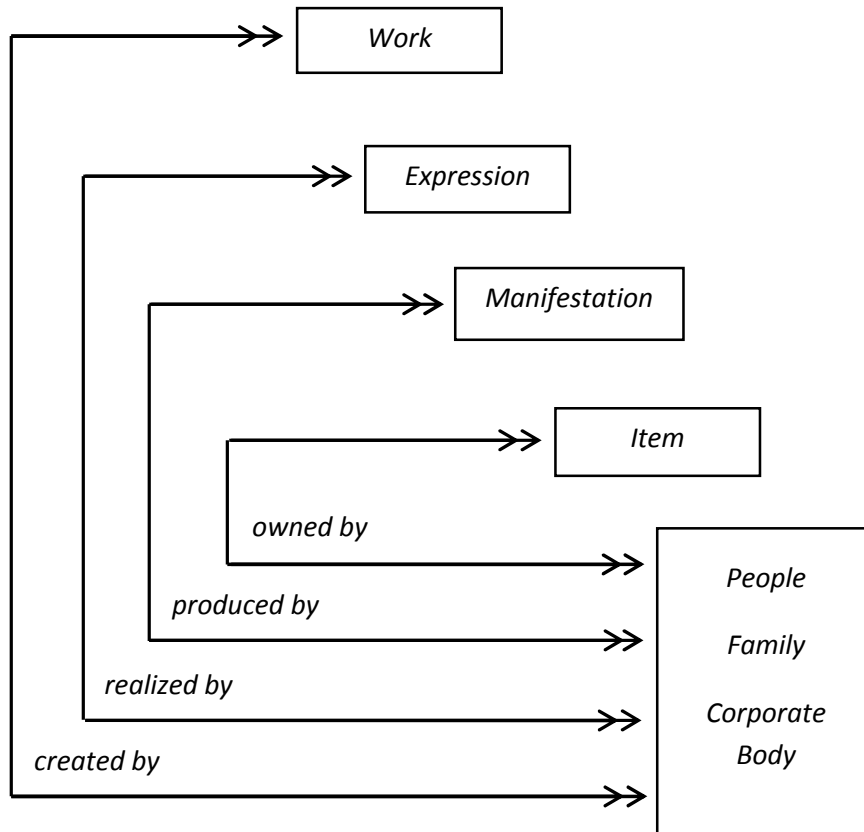 Work
Expression
Manifestation
Item
owned by
People
produced by
Family
realized by
Corporate
Body
created by